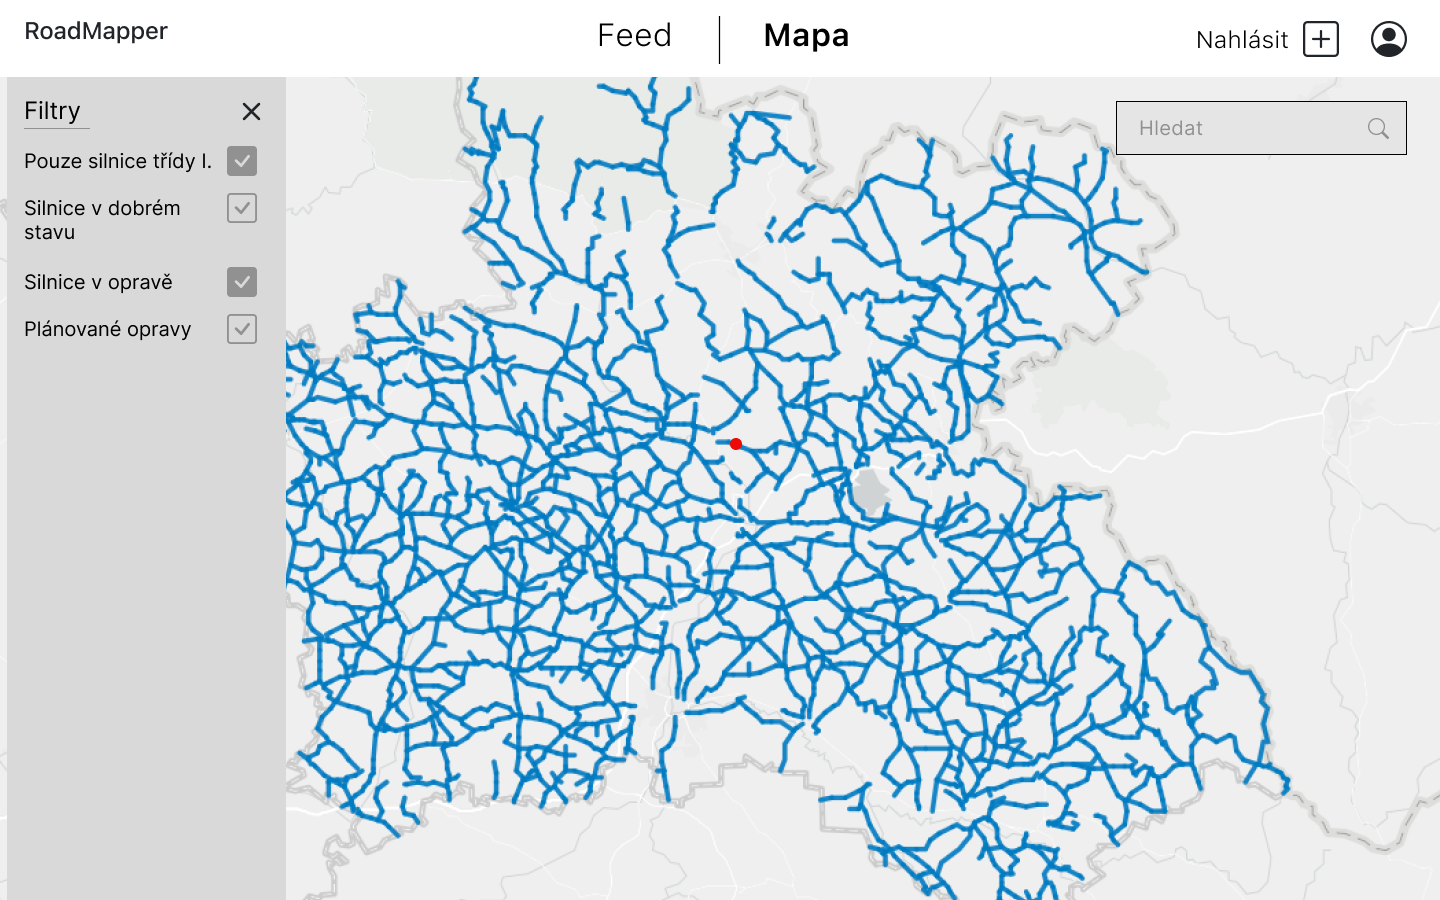 RoadMapper
Feed
Mapa
Nahlásit
Filtry
Pouze silnice třídy I.
Silnice v dobrém
stavu
Silnice v opravě
Plánované opravy
Hledat